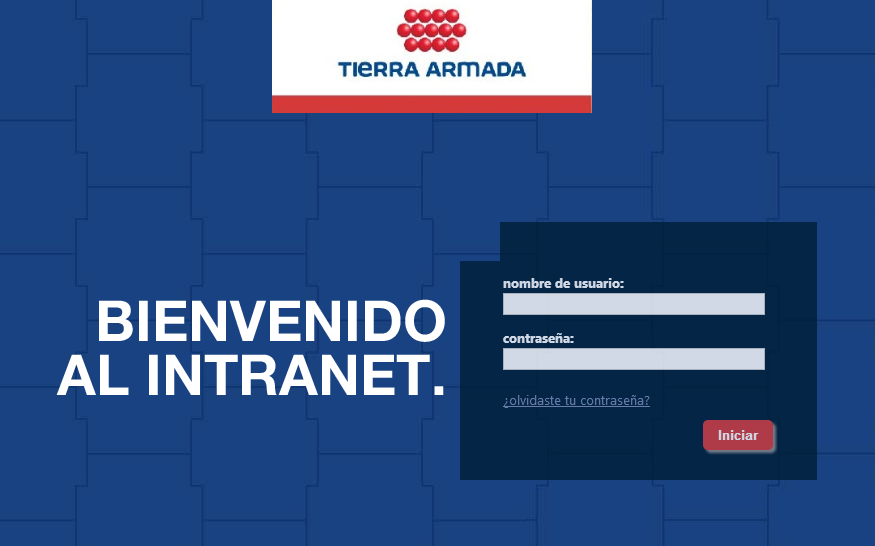 TIERRA ARMADA
BIENVENIDO
AL INTRANET.
nombre de usuario:
contraseña:
¿olvidaste tu contraseña?
Iniciar